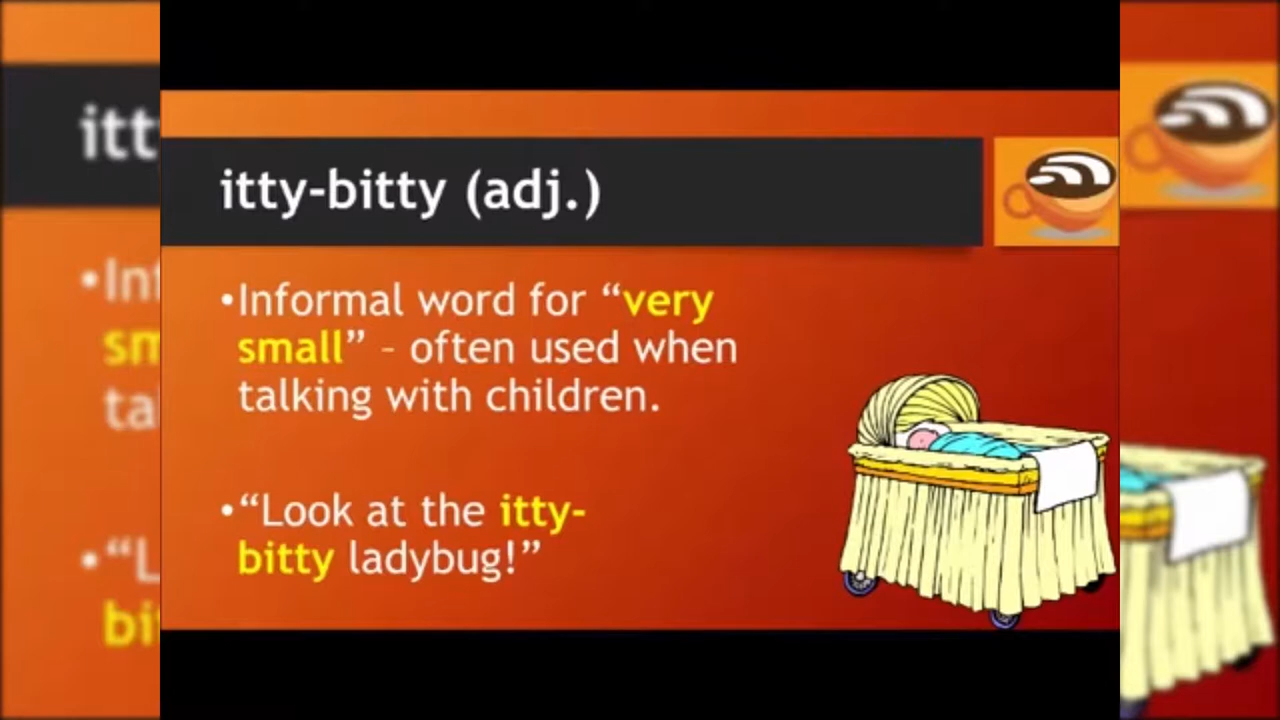 itty-bitty (adj.)
•Informal word for “very
small” – often used when
talking with children.
•“Look at the itty-
bitty ladybug!”